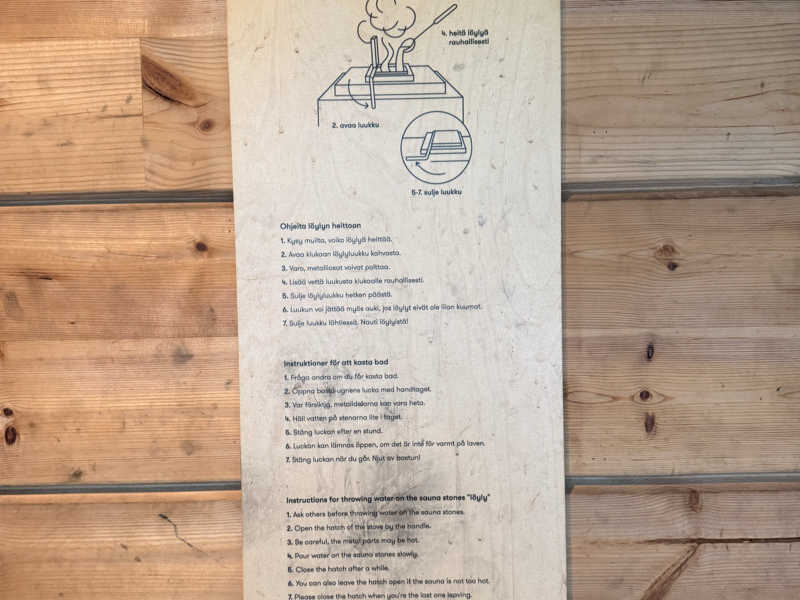 4. heitä löylyä
rauhallisesti
2. avaa luukku
5-7. sulje luukku
Ohjeita löylyn heittoon
1. Kysy muilta, voiko löylyä heittää.
2. Avaa kiukaan löylyluukku kahvasta.
3. Varo, metalliosat voivat polttaa.
4. Lisää vettä luukusta kiukaalle rauhallisesti.
5. Sulje löylyluukku hetken päästä.
6. Luukun voi jättää myös auki, jos löylyt eivät ole liian kuumat.
7. Sulje luukku lähtiessä. Nauti löylyistä!
Instruktioner för att kasta bad
1. Fråga andra om du får kasta bad.
2. Öppna bastuugnens lucka med handtaget.
3. Var försiktig, metalldelarna kan vara heta.
4. Häll vatten på stenarna lite i taget.
5. Stäng luckan efter en stund.
6. Luckan kan lämnas öppen, om det är inte för varmt på laven.
7. Stäng luckan när du går. Njut av bastun!
Instructions for throwing water on the sauna stones "löyly"
1. Ask others before throwing water on the sauna stones.
2. Open the hatch of the stove by the handle.
3. Be careful, the metal parts may be hot.
4. Pour water on the sauna stones slowly.
5. Close the hatch after a while.
6. You can also leave the hatch open if the sauna is not too hot.
7. Please close the hatch when you're the last one leaving.